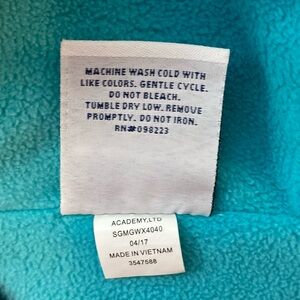 MACHINE WASH COLD WITH
LIKE COLORS. GENTLE CYCLE.
DO NOT BLEACH.
TUMBLE DRY LOW. REMOVE
PROMPTLY. DO NOT IRON.
RN#098223
ACADEMY,LTD
SGMGWX4040
04/17
MADE IN VIETNAM
3547588